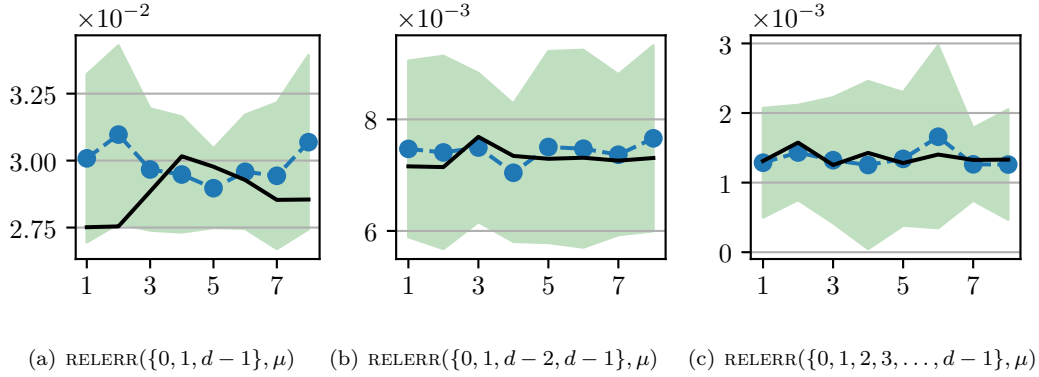 ×10⁻² ×10⁻³ ×10⁻³
3.25
3.00
2.75
1 3 5 7
8
6
1 3 5 7
3
2
1
0
1 3 5 7
(a) RELERR({0, 1, d − 1}, μ) (b) RELERR({0, 1, d − 2, d − 1}, μ) (c) RELERR({0, 1, 2, 3, . . . , d − 1}, μ)